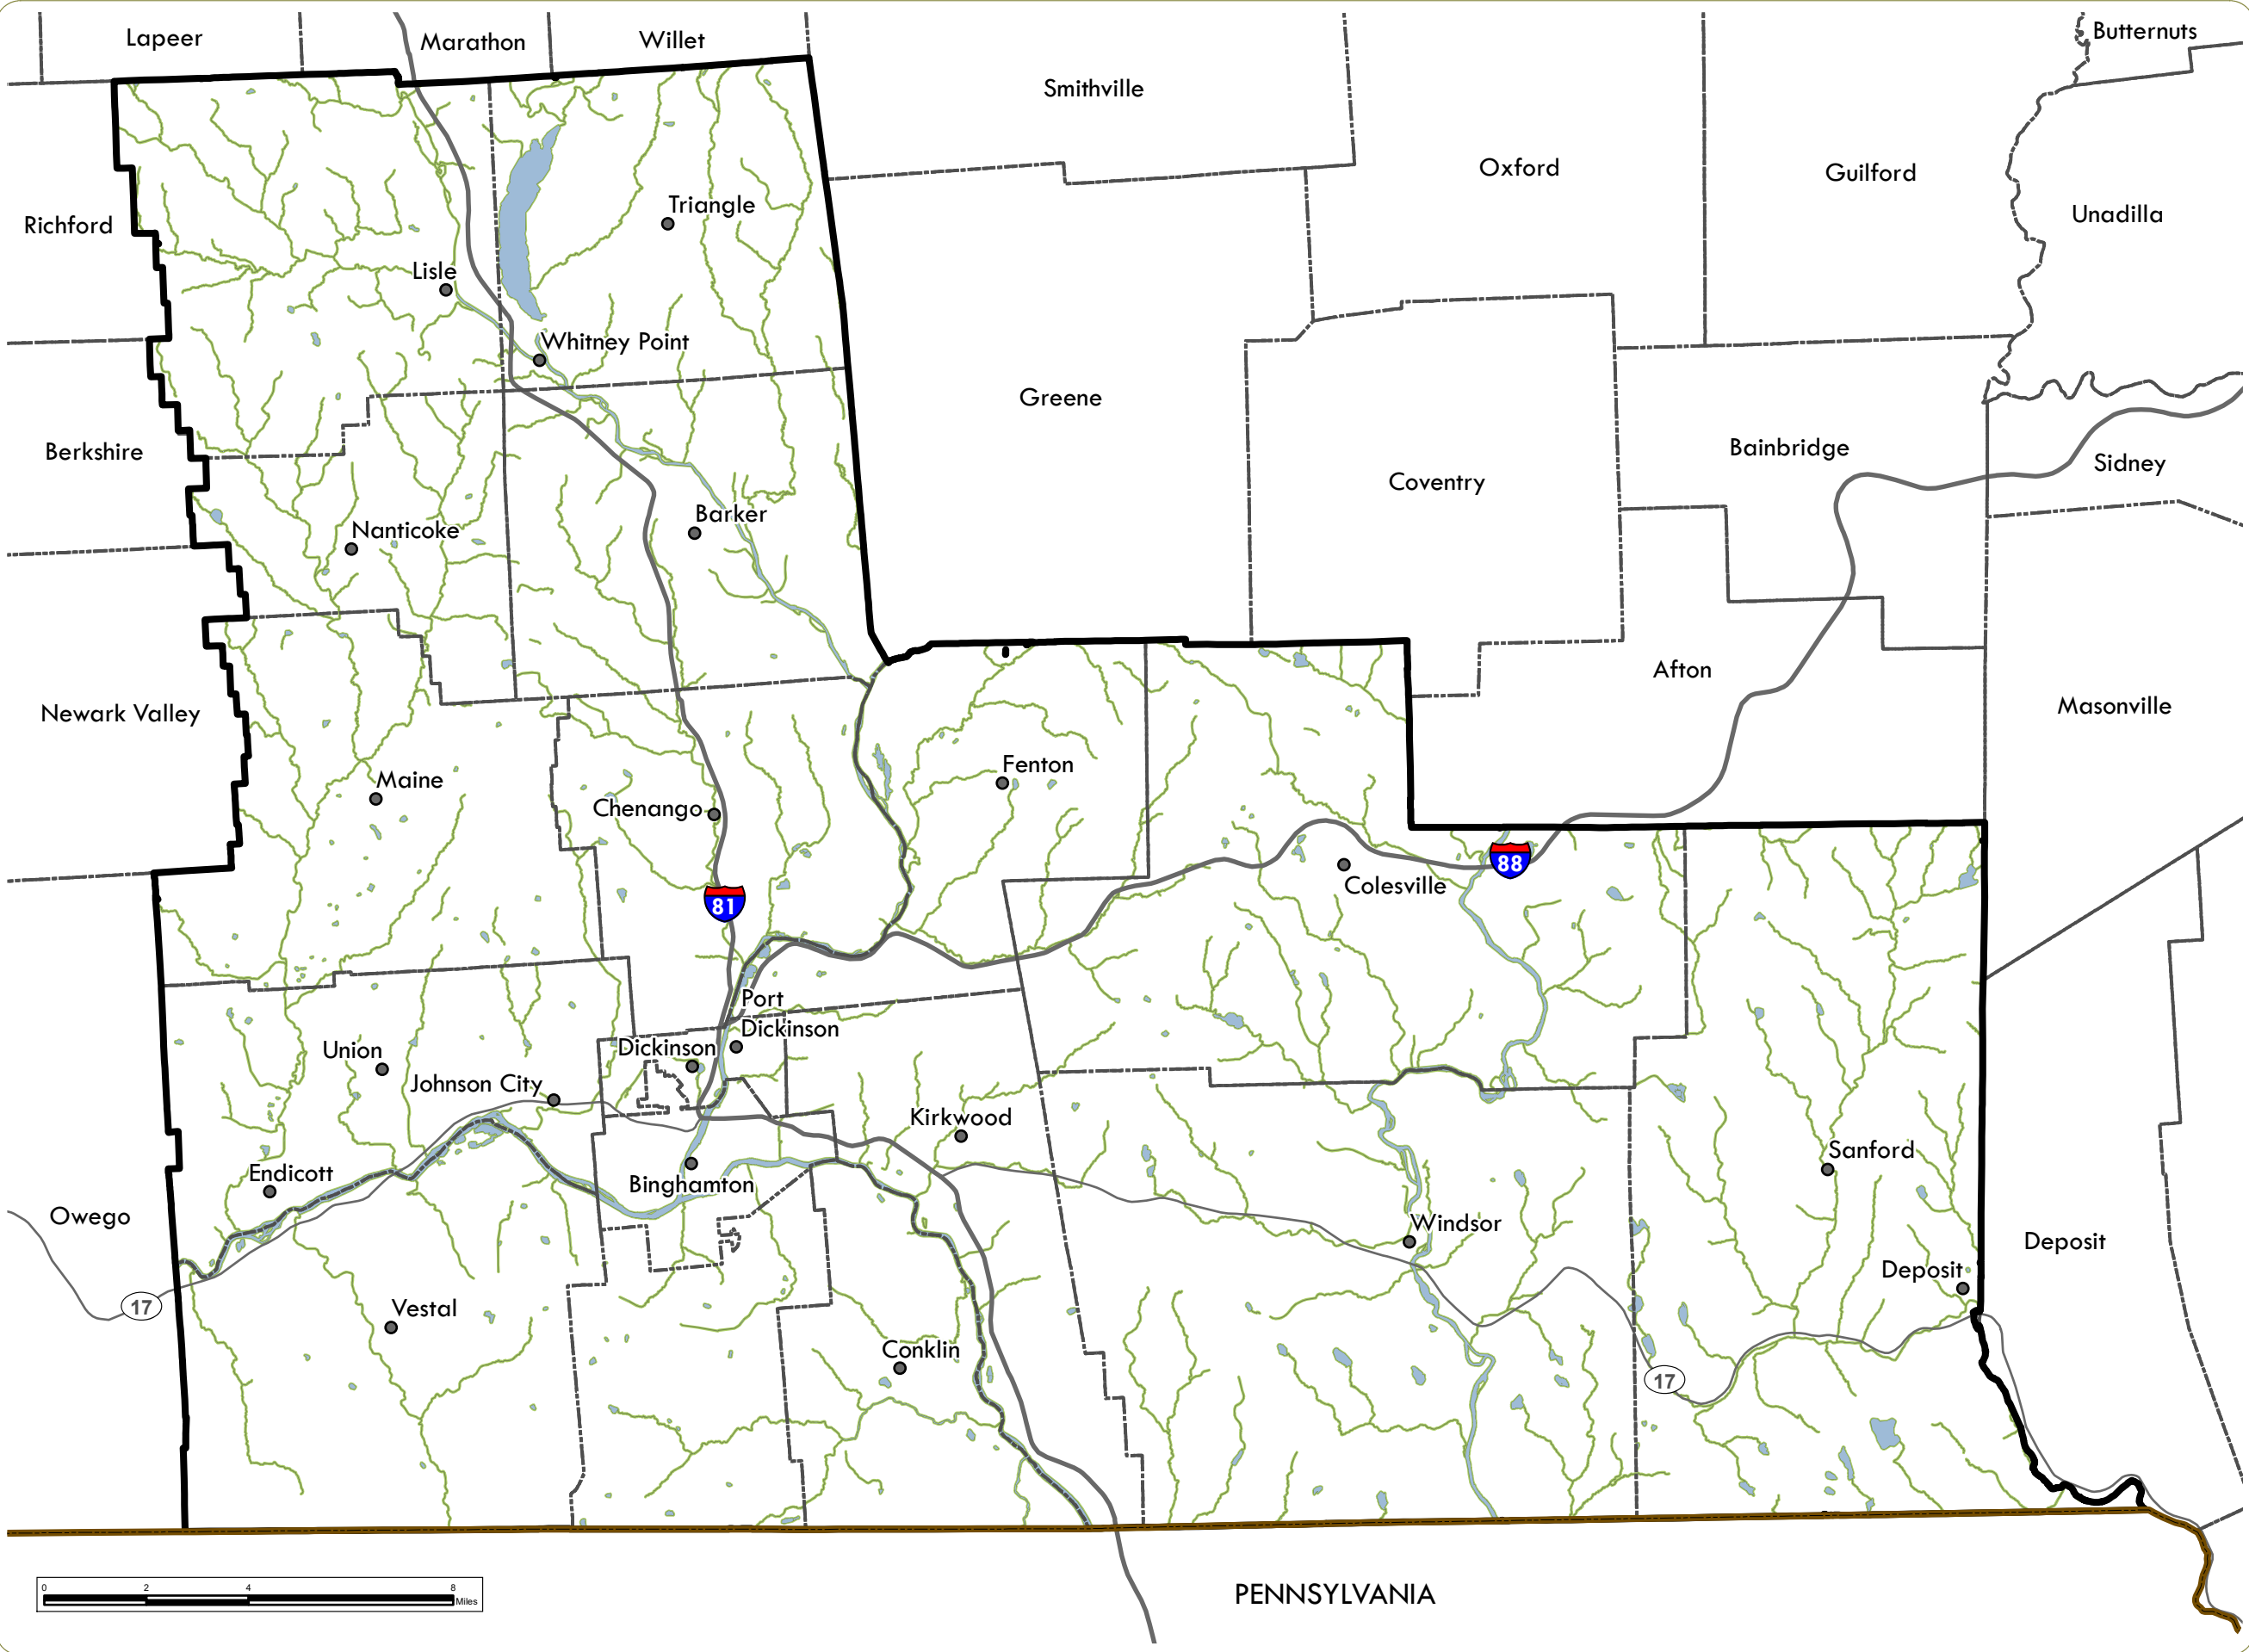 Lapeer
Marathon
Willet
Butternuts
Smithville
Oxford
Guilford
Unadilla
Richford
Triangle
Lisle
Whitney Point
Greene
Berkshire
Coventry
Bainbridge
Sidney
Nanticoke
Barker
Newark Valley
Afton
Masonville
Maine
Chenango
Fenton
Colesville
88
81
Port
Dickinson
Dickinson
Union
Johnson City
Kirkwood
Endicott
Binghamton
Sanford
Owego
Windsor
Deposit
Deposit
17
Vestal
Conklin
17
PENNSYLVANIA
0 2 4 8
Miles